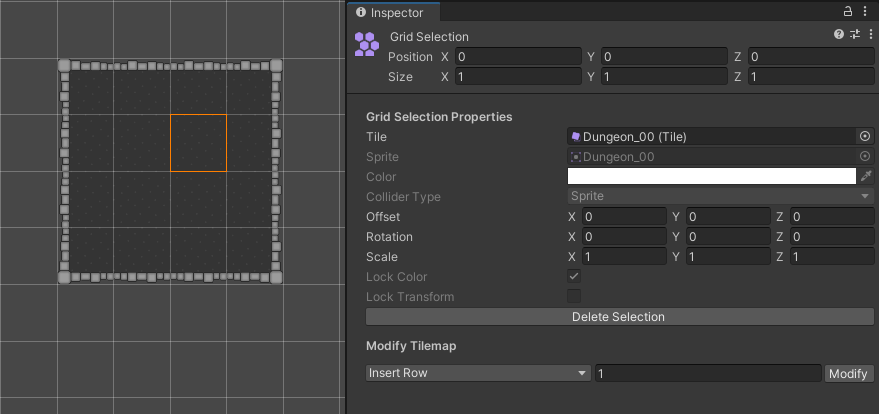 Inspector
Grid Selection
Position X 0 Y 0 Z 0
Size X 1 Y 1 Z 1
Grid Selection Properties
Tile Dungeon_00 (Tile)
Sprite Dungeon_00
Color
Collider Type Sprite
Offset X 0 Y 0 Z 0
Rotation X 0 Y 0 Z 0
Scale X 1 Y 1 Z 1
Lock Color
Lock Transform
Delete Selection
Modify Tilemap
Insert Row 1 Modify